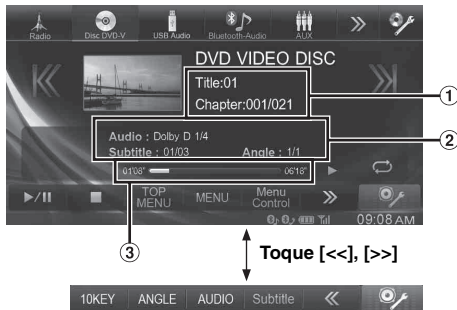 Radio Disc DVD-V USB Audio Bluetooth-Audio AUX
DVD VIDEO DISC
Title:01
Chapter:001/021
1
Audio : Dolby D 1/4
2
Subtitle : 01/03 Angle : 1/1
01'08" 06'18"
TOP MENU MENU Menu Control
09:08 AM
3
Toque [<<], [>>]
10KEY ANGLE AUDIO Subtitle